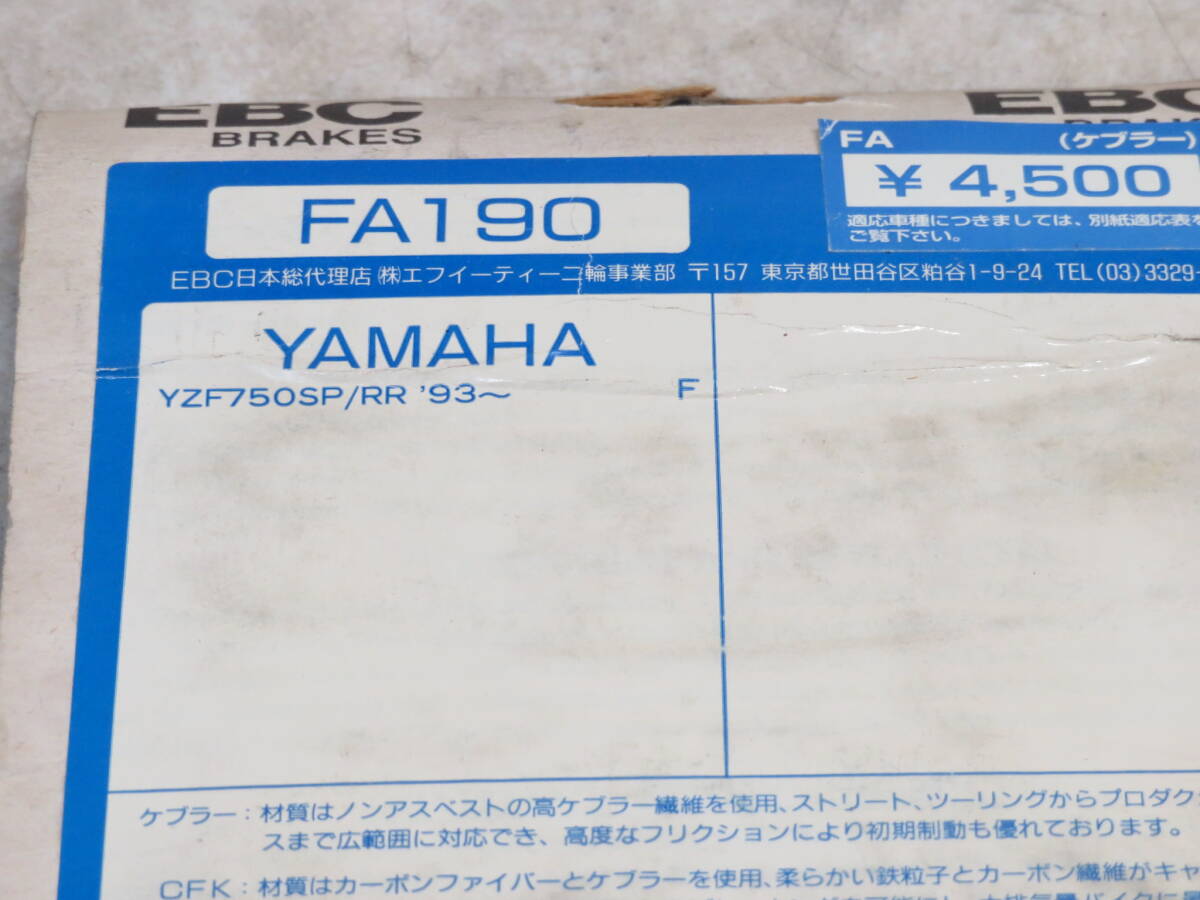 EBC
BRAKES
EBC
FA (ケブラー)
¥ 4,500
適応車種につきましては、別紙適応表を
ご覧下さい。
FA190
EBC日本総代理店 ㈱エフイーティー二輪事業部 〒157 東京都世田谷区粕谷1-9-24 TEL(03)3329-
YAMAHA
YZF750SP/RR '93〜 F
ケブラー：材質はノンアスベストの高ケブラー繊維を使用、ストリート、ツーリングからプロダク
スまで広範囲に対応でき、高度なフリクションにより初期制動も優れております。
CFK：材質はカーボンファイバーとケブラーを使用、柔らかい鉄粒子とカーボン繊維がキャ